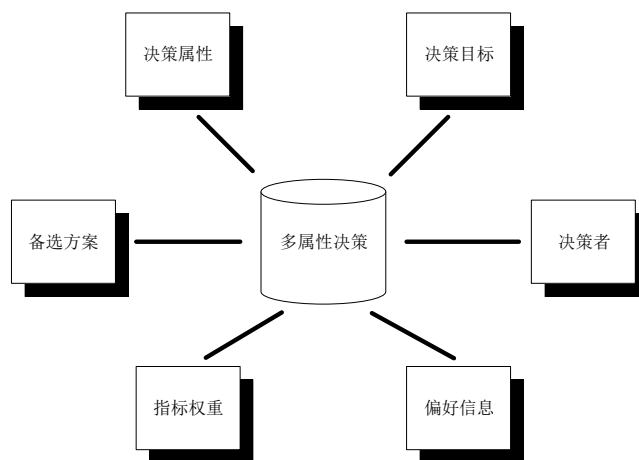 决策属性
决策目标
备选方案
多属性决策
决策者
指标权重
偏好信息